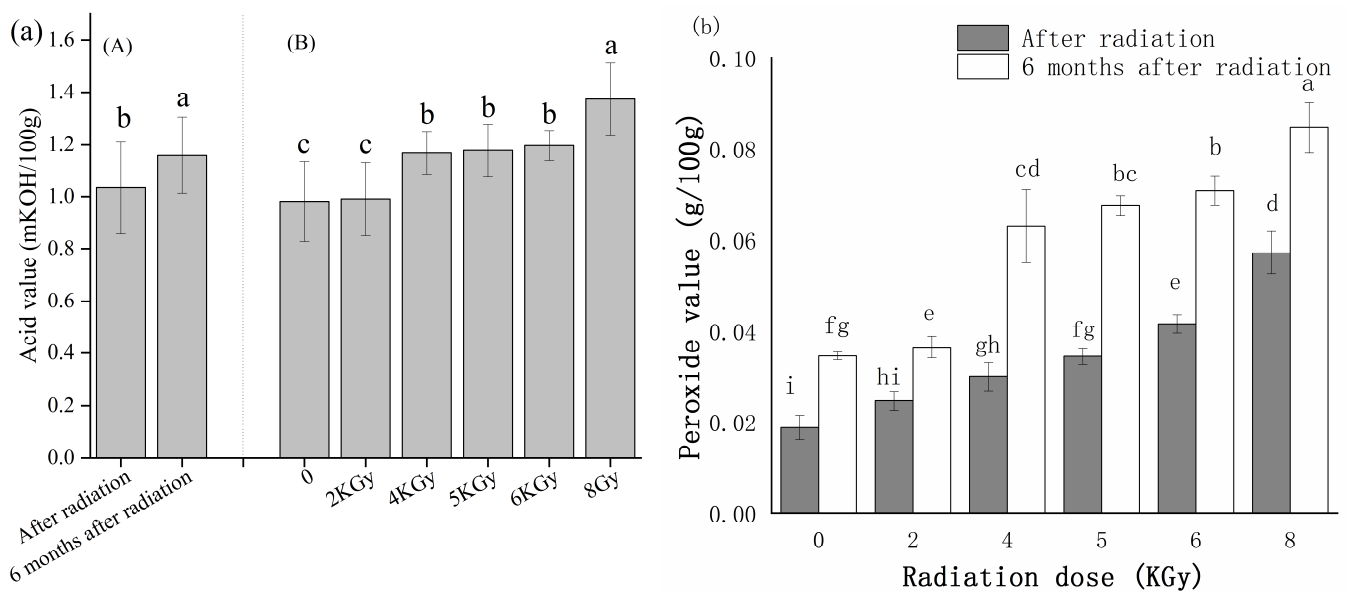 (a)
(A)
(B)
Acid value (mKOH/100g)
1.6
1.4
1.2
1.0
0.8
0.6
0.4
0.2
0.0
b
a
c
c
b
b
b
a
After radiation
6 months after radiation
0
2KGy
4KGy
5KGy
6KGy
8Gy
(b)
After radiation
6 months after radiation
Peroxide value (g/100g)
0.10
0.08
0.06
0.04
0.02
0.00
i
fg
hi
e
gh
cd
fg
bc
e
b
d
a
0
2
4
5
6
8
Radiation dose (KGy)